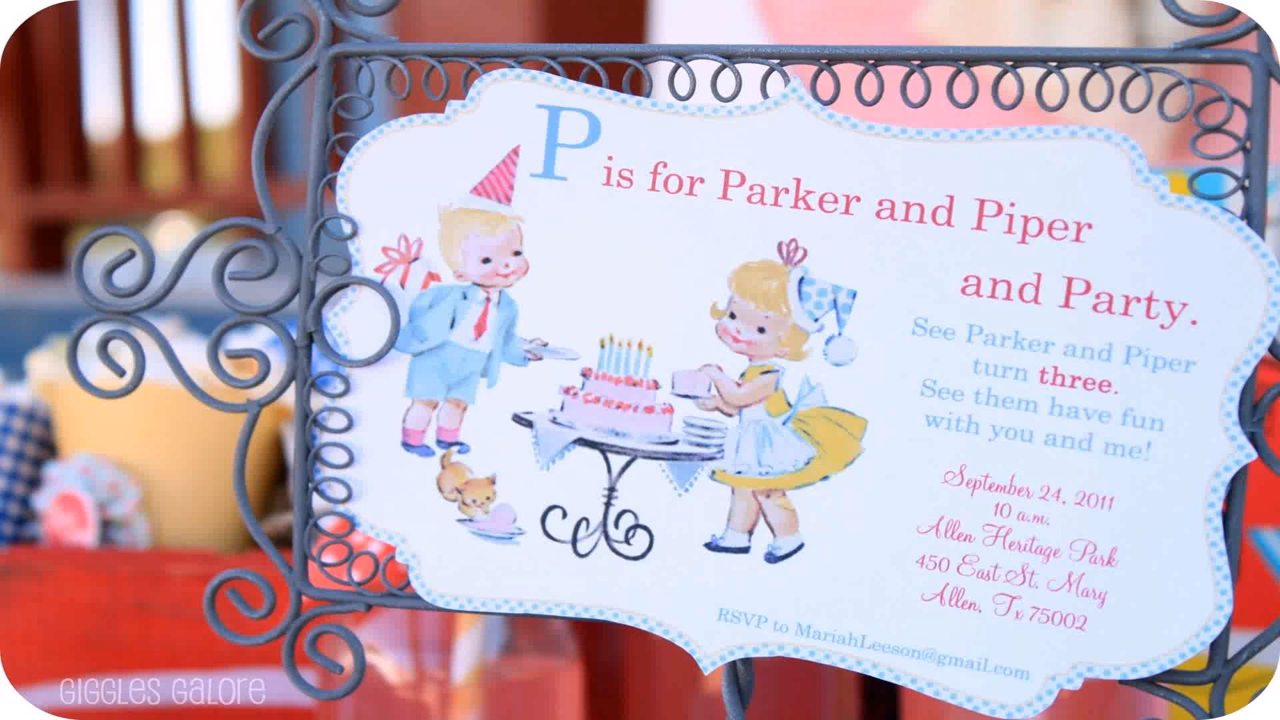 P is for Parker and Piper
and Party.
See Parker and Piper
turn three.
See them have fun
with you and me!
September 24, 2011
10 a.m.
Allen Heritage Park
450 East St. Mary
Allen, Tx 75002
RSVP to MariahLeeson@gmail.com
GIGGLES GALORE